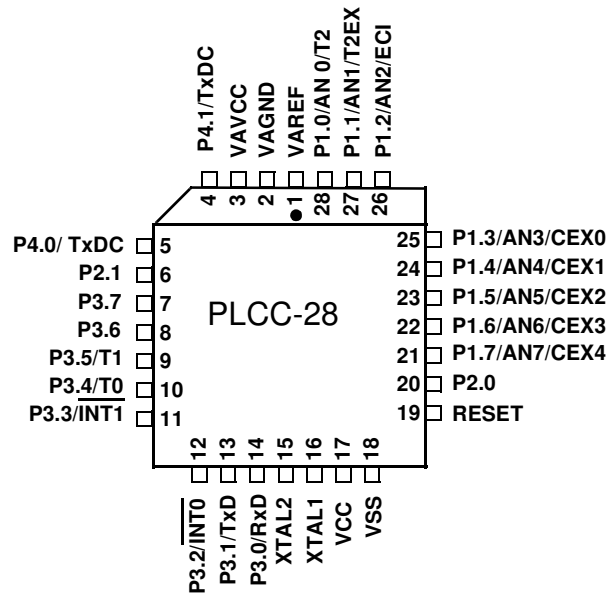 P4.1/TxDC
VAVCC
VAGND
VAREF
P1.0/AN 0/T2
P1.1/AN1/T2EX
P1.2/AN2/ECI
4
3
2
1
28
27
26
P4.0/ TxDC
5
P2.1
6
P3.7
7
P3.6
8
P3.5/T1
9
P3.4/T0
10
P3.3/INT1
11
PLCC-28
25
P1.3/AN3/CEX0
24
P1.4/AN4/CEX1
23
P1.5/AN5/CEX2
22
P1.6/AN6/CEX3
21
P1.7/AN7/CEX4
20
P2.0
19
RESET
12
13
14
15
16
17
18
P3.2/INT0
P3.1/TxD
P3.0/RxD
XTAL2
XTAL1
VCC
VSS